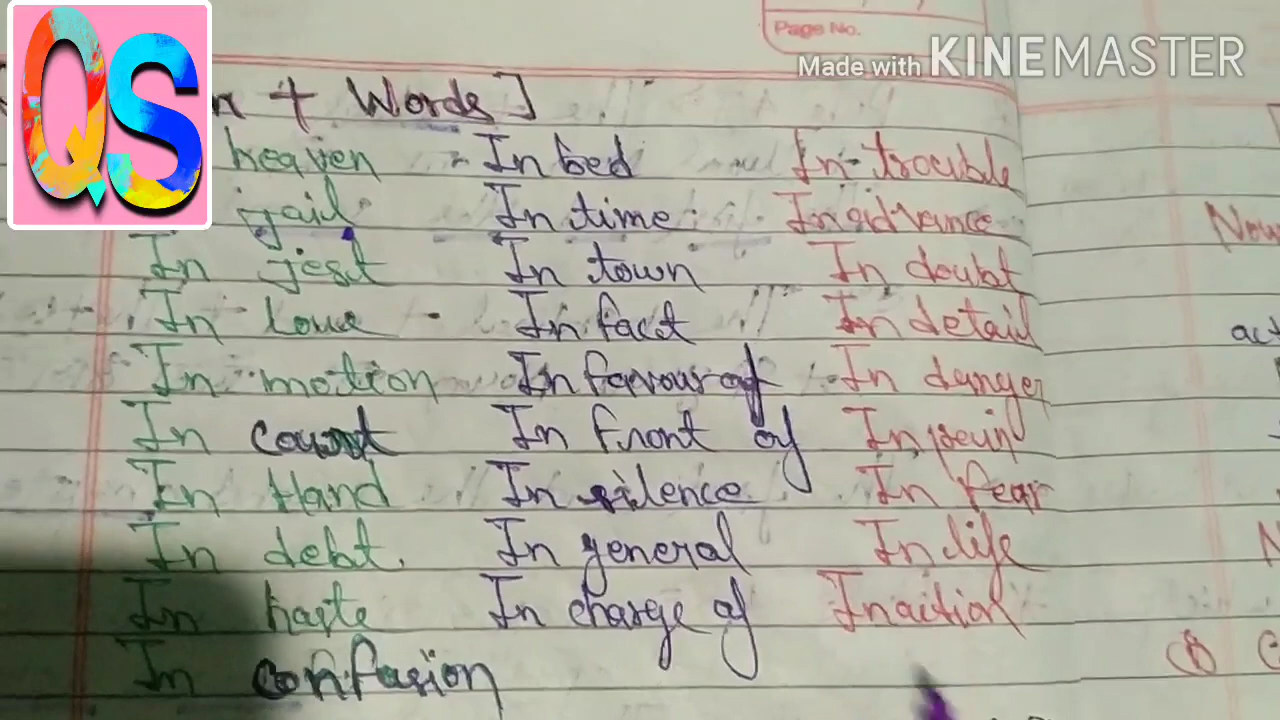 Page No.
Made with KINEMASTER
QS
n + Words]
heaven In bed In trouble
jail In time In advance
In jest In town In doubt
In love In fact In detail
In motion In favour of In danger
In court In front of In pain
In Hand In silence In fear
In debt. In general In life
In haste In charge of In action
In confusion